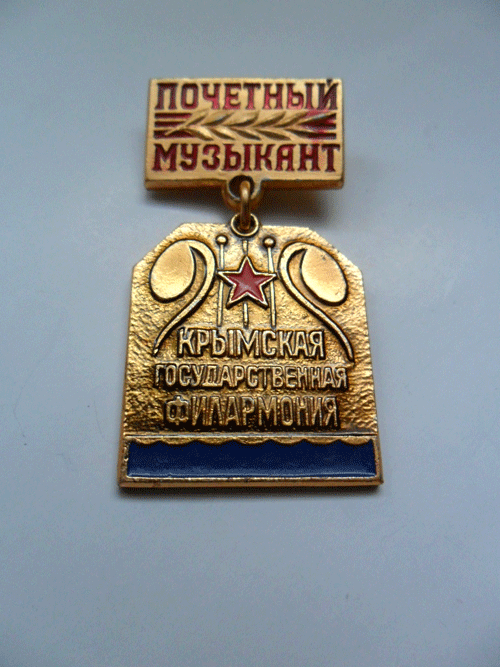 ПОЧЕТНЫЙ
МУЗЫКАНТ
КРЫМСКАЯ
ГОСУДАРСТВЕННАЯ
ФИЛАРМОНИЯ